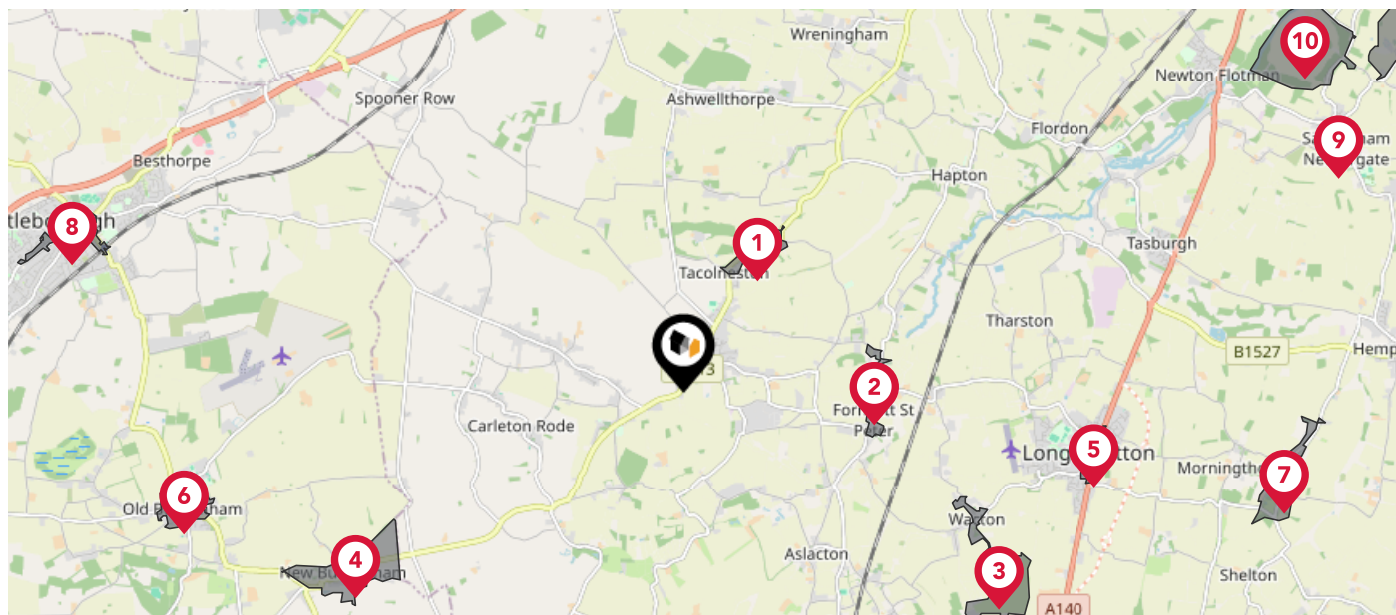 Wreningham
10
Newton Flotman
Spooner Row
Ashwellthorpe
Flordon
9
Besthorpe
Hapton
8
1
Tasburgh
Tacolneston
Tharston
B1527
2
Carleton Rode
5
Morningth
7
6
Old
Aslacton
4
3
Shelton
A140